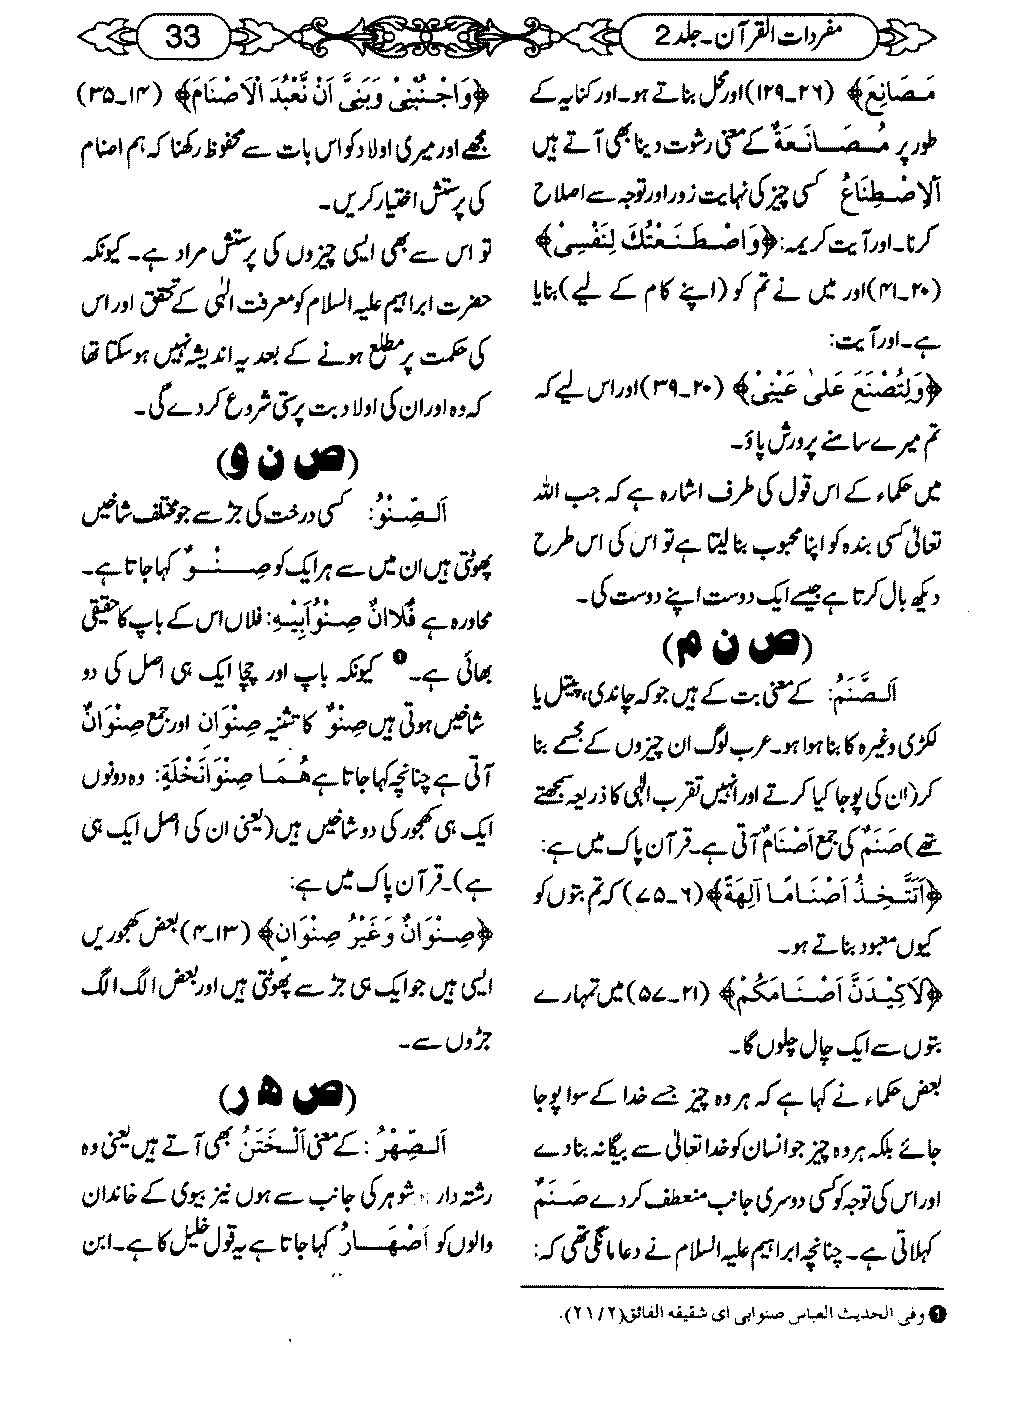 مفردات القرآن۔جلد 2
33
مَصَانِعَ﴾ (۲۶۔۱۲۹)اور محل بناتے ہو۔اور کنایہ کے
طور پر مُصَانَعَةٌ کے معنی رشوت دینا بھی آتے ہیں
اَلْاِصْطِنَاعُ کسی چیز کی نہایت زور اور توجہ سے اصلاح
کرنا۔اور آیت کریمہ:﴿وَاصْطَنَعْتُكَ لِنَفْسِیْ﴾
(۲۰۔۴۱)اور میں نے تم کو (اپنے کام کے لیے)بنایا
ہے۔اور آیت:
﴿وَلِتُصْنَعَ عَلٰی عَیْنِیْ﴾ (۲۰۔۳۹)اور اس لیے کہ
تم میرے سامنے پرورش پاؤ۔
میں حکماء کے اس قول کی طرف اشارہ ہے کہ جب اللہ
تعالیٰ کسی بندہ کو اپنا محبوب بنا لیتا ہے تو اس کی اس طرح
دیکھ بال کرتا ہے جیسے ایک دوست اپنے دوست کی۔
(ص ن م)
اَلصَّنَمُ: کے معنی بت کے ہیں جو کہ چاندی، پیتل یا
لکڑی وغیرہ کا بنا ہوا ہو۔عرب لوگ ان چیزوں کے مجسمے بنا
کر(ان کی پوجا کیا کرتے اور انہیں تقرب الٰہی کا ذریعہ سمجھتے
تھے)صَنَمٌ کی جمع اَصْنَامٌ آتی ہے۔قرآن پاک میں ہے:
﴿اَتَتَّخِذُ اَصْنَامًا آلِهَةً﴾(۶۔۷۵)کہ تم بتوں کو
کیوں معبود بناتے ہو۔
﴿لَاَكِیْدَنَّ اَصْنَامَكُمْ﴾ (۲۱۔۵۷)میں تمہارے
بتوں سے ایک چال چلوں گا۔
بعض حکماء نے کہا ہے کہ ہر وہ چیز جسے خدا کے سوا پوجا
جائے بلکہ ہر وہ چیز جو انسان کو خدا تعالیٰ سے بیگانہ بنا دے
اور اس کی توجہ کو کسی دوسری جانب منعطف کر دے صَنَمٌ
کہلاتی ہے۔چنانچہ ابراہیم علیہ السلام نے دعا مانگی تھی کہ:
❶ وفی الحدیث العباس صنوابی ای شقیقه الفائق(۲۱/۲).
﴿وَاجْنُبْنِیْ وَبَنِیَّ اَنْ نَّعْبُدَ الْاَصْنَامَ﴾ (۱۴۔۳۵)
مجھے اور میری اولاد کو اس بات سے محفوظ رکھنا کہ ہم اصنام
کی پرستش اختیار کریں۔
تو اس سے بھی ایسی چیزوں کی پرستش مراد ہے۔کیونکہ
حضرت ابراہیم علیہ السلام کو معرفت الٰہی کے تحقق اور اس
کی حکمت پر مطلع ہونے کے بعد یہ اندیشہ نہیں ہو سکتا تھا
کہ وہ اور ان کی اولاد بت پرستی شروع کر دے گی۔
(ص ن و)
اَلصِّنْوُ: کسی درخت کی جڑ سے جو مختلف شاخیں
پھوٹتی ہیں ان میں سے ہر ایک کو صِنْوٌ کہا جاتا ہے۔
محاورہ ہے فُلَانٌ صِنْوُاَبِیْهِ: فلاں اس کے باپ کا حقیقی
بھائی ہے۔❶ کیونکہ باپ اور چچا ایک ہی اصل کی دو
شاخیں ہوتی ہیں صِنْوٌ کا تثنیہ صِنْوَانِ اور جمع صِنْوَانٌ
آتی ہے چنانچہ کہا جاتا ہے هُمَا صِنْوَانَخْلَةٍ: وہ دونوں
ایک ہی کھجور کی دو شاخیں ہیں(یعنی ان کی اصل ایک ہی
ہے)۔قرآن پاک میں ہے:
﴿صِنْوَانٌ وَغَیْرُ صِنْوَانٍ﴾ (۱۳۔۴)بعض کھجوریں
ایسی ہیں جو ایک ہی جڑ سے پھوٹتی ہیں اور بعض الگ الگ
جڑوں سے۔
(ص ھ ر)
اَلصِّهْرُ: کے معنی اَلْخَتَنُ بھی آتے ہیں یعنی وہ
رشتہ دار جو شوہر کی جانب سے ہوں نیز بیوی کے خاندان
والوں کو اَصْهَارٌ کہا جاتا ہے یہ قول خلیل کا ہے۔ابن